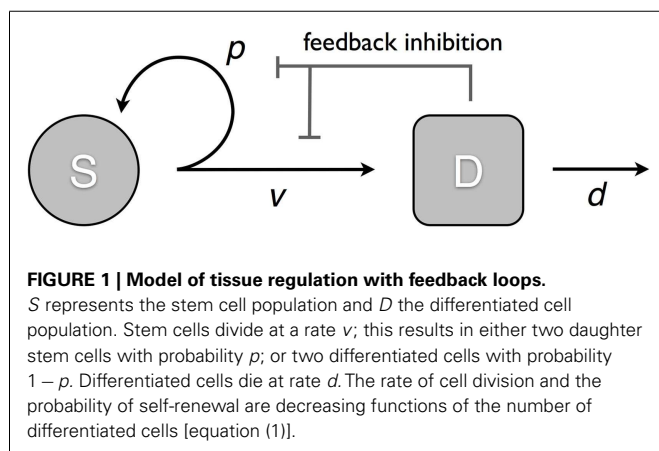 feedback inhibition
p
S
v
D
d
FIGURE 1 | Model of tissue regulation with feedback loops.
S represents the stem cell population and D the differentiated cell
population. Stem cells divide at a rate v; this results in either two daughter
stem cells with probability p; or two differentiated cells with probability
1 − p. Differentiated cells die at rate d. The rate of cell division and the
probability of self-renewal are decreasing functions of the number of
differentiated cells [equation (1)].